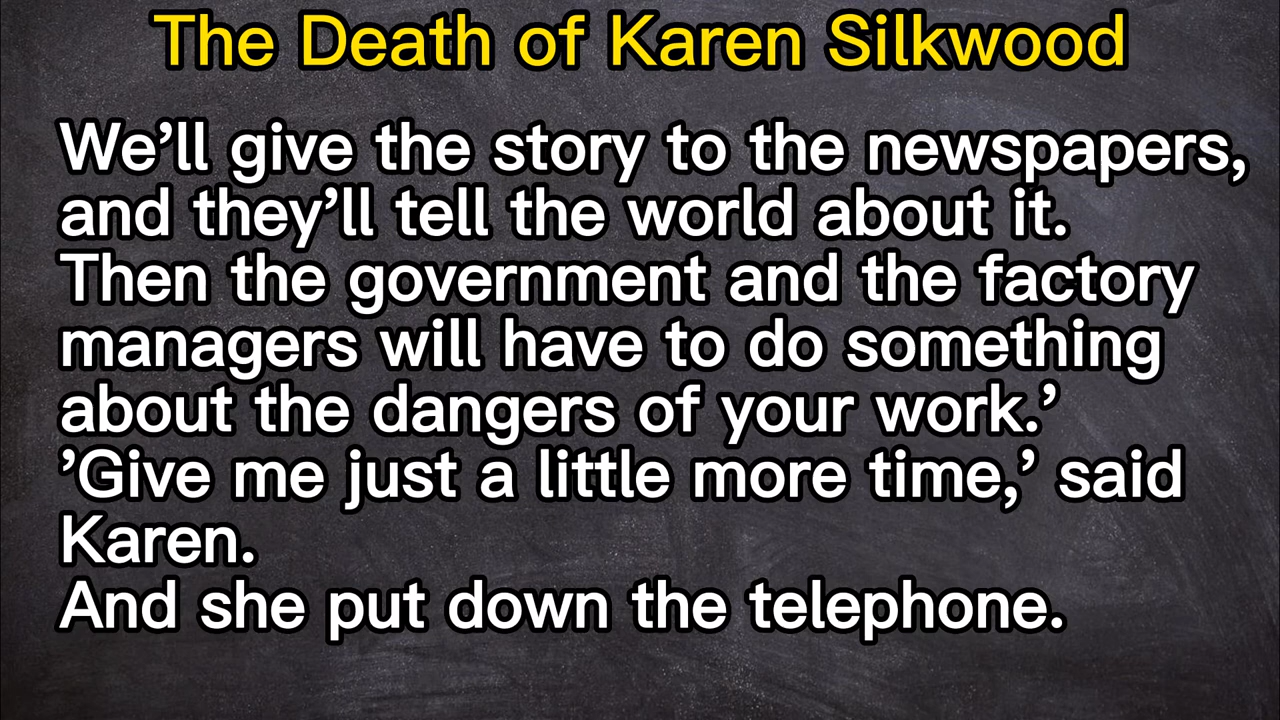 The Death of Karen Silkwood
We’ll give the story to the newspapers,
and they’ll tell the world about it.
Then the government and the factory
managers will have to do something
about the dangers of your work.’
’Give me just a little more time,’ said
Karen.
And she put down the telephone.